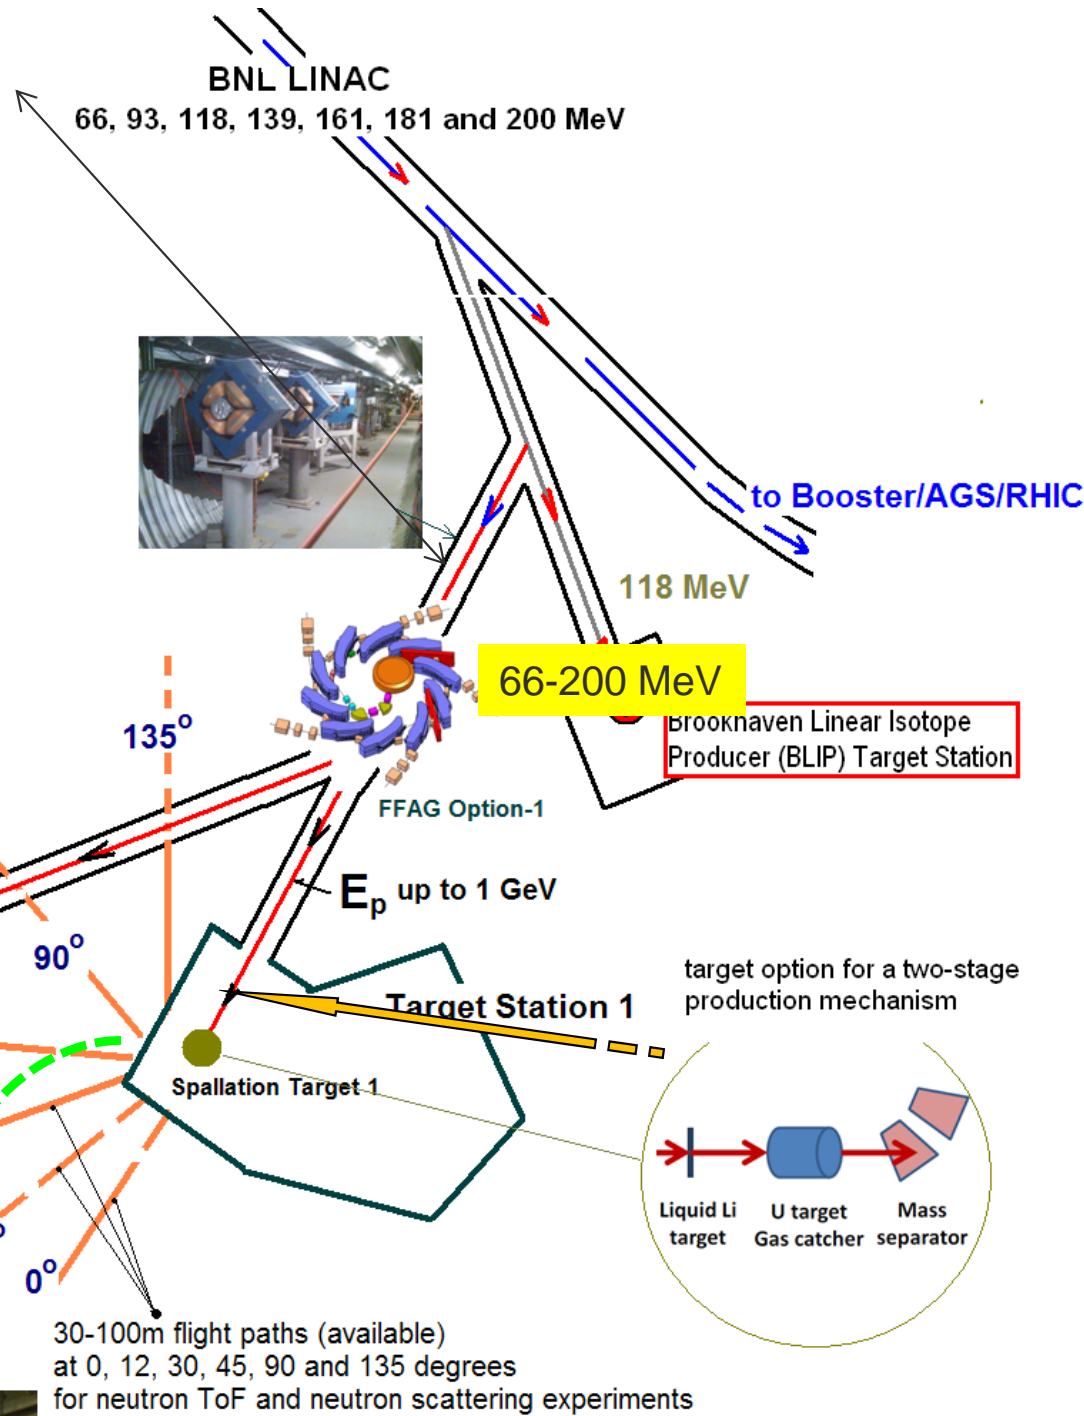 BNL LINAC
66, 93, 118, 139, 161, 181 and 200 MeV
to Booster/AGS/RHIC
118 MeV
66-200 MeV
Brookhaven Linear Isotope
Producer (BLIP) Target Station
135°
FFAG Option-1
Ep up to 1 GeV
90°
target option for a two-stage
production mechanism
Target Station 1
Spallation Target 1
Liquid Li
target
U target
Gas catcher
Mass
separator
0°
30-100m flight paths (available)
at 0, 12, 30, 45, 90 and 135 degrees
for neutron ToF and neutron scattering experiments